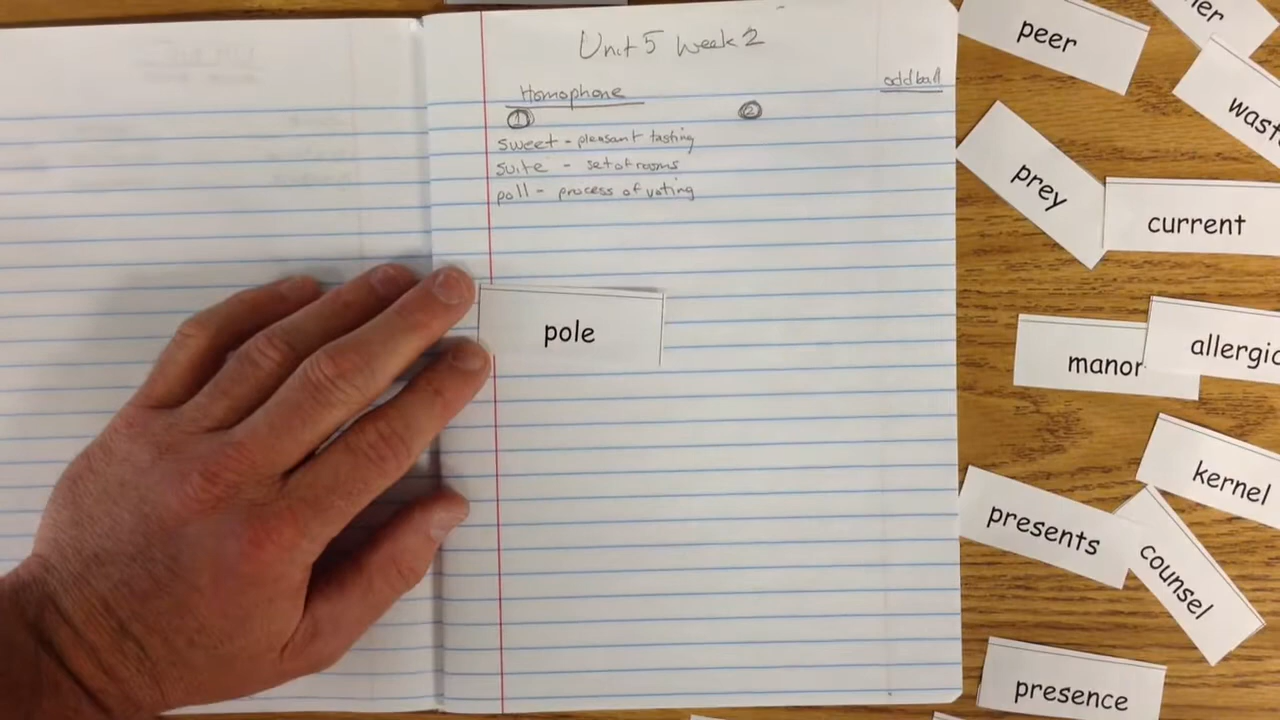 Unit 5 Week 2
Homophone
oddball
1
2
sweet - pleasant tasting
suite - set of rooms
poll - process of voting
pole
peer
prey
current
manor
allergic
kernel
presents
counsel
presence